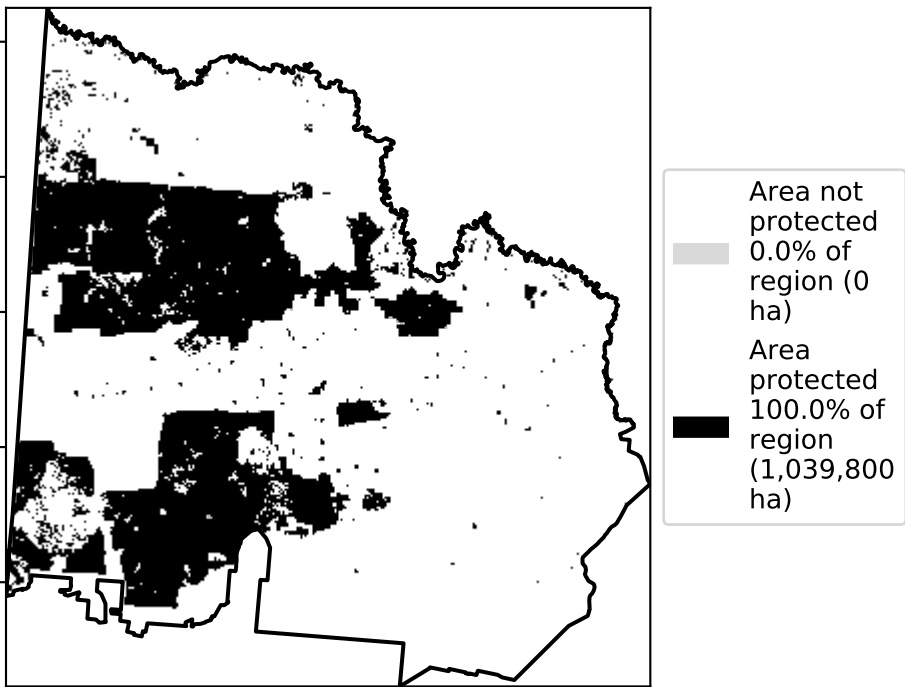 Area not
protected
0.0% of
region (0
ha)
Area
protected
100.0% of
region
(1,039,800
ha)